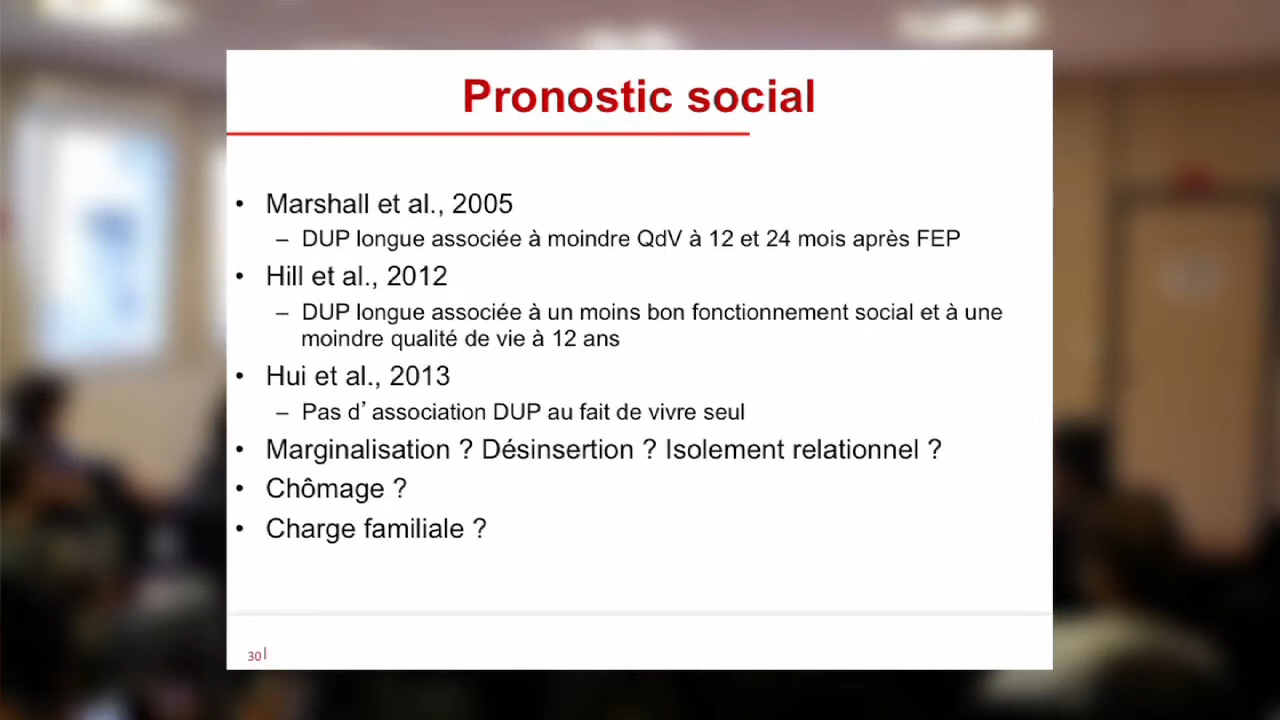 Pronostic social
• Marshall et al., 2005
– DUP longue associée à moindre QdV à 12 et 24 mois après FEP
• Hill et al., 2012
– DUP longue associée à un moins bon fonctionnement social et à une
moindre qualité de vie à 12 ans
• Hui et al., 2013
– Pas d’association DUP au fait de vivre seul
• Marginalisation ? Désinsertion ? Isolement relationnel ?
• Chômage ?
• Charge familiale ?
30|